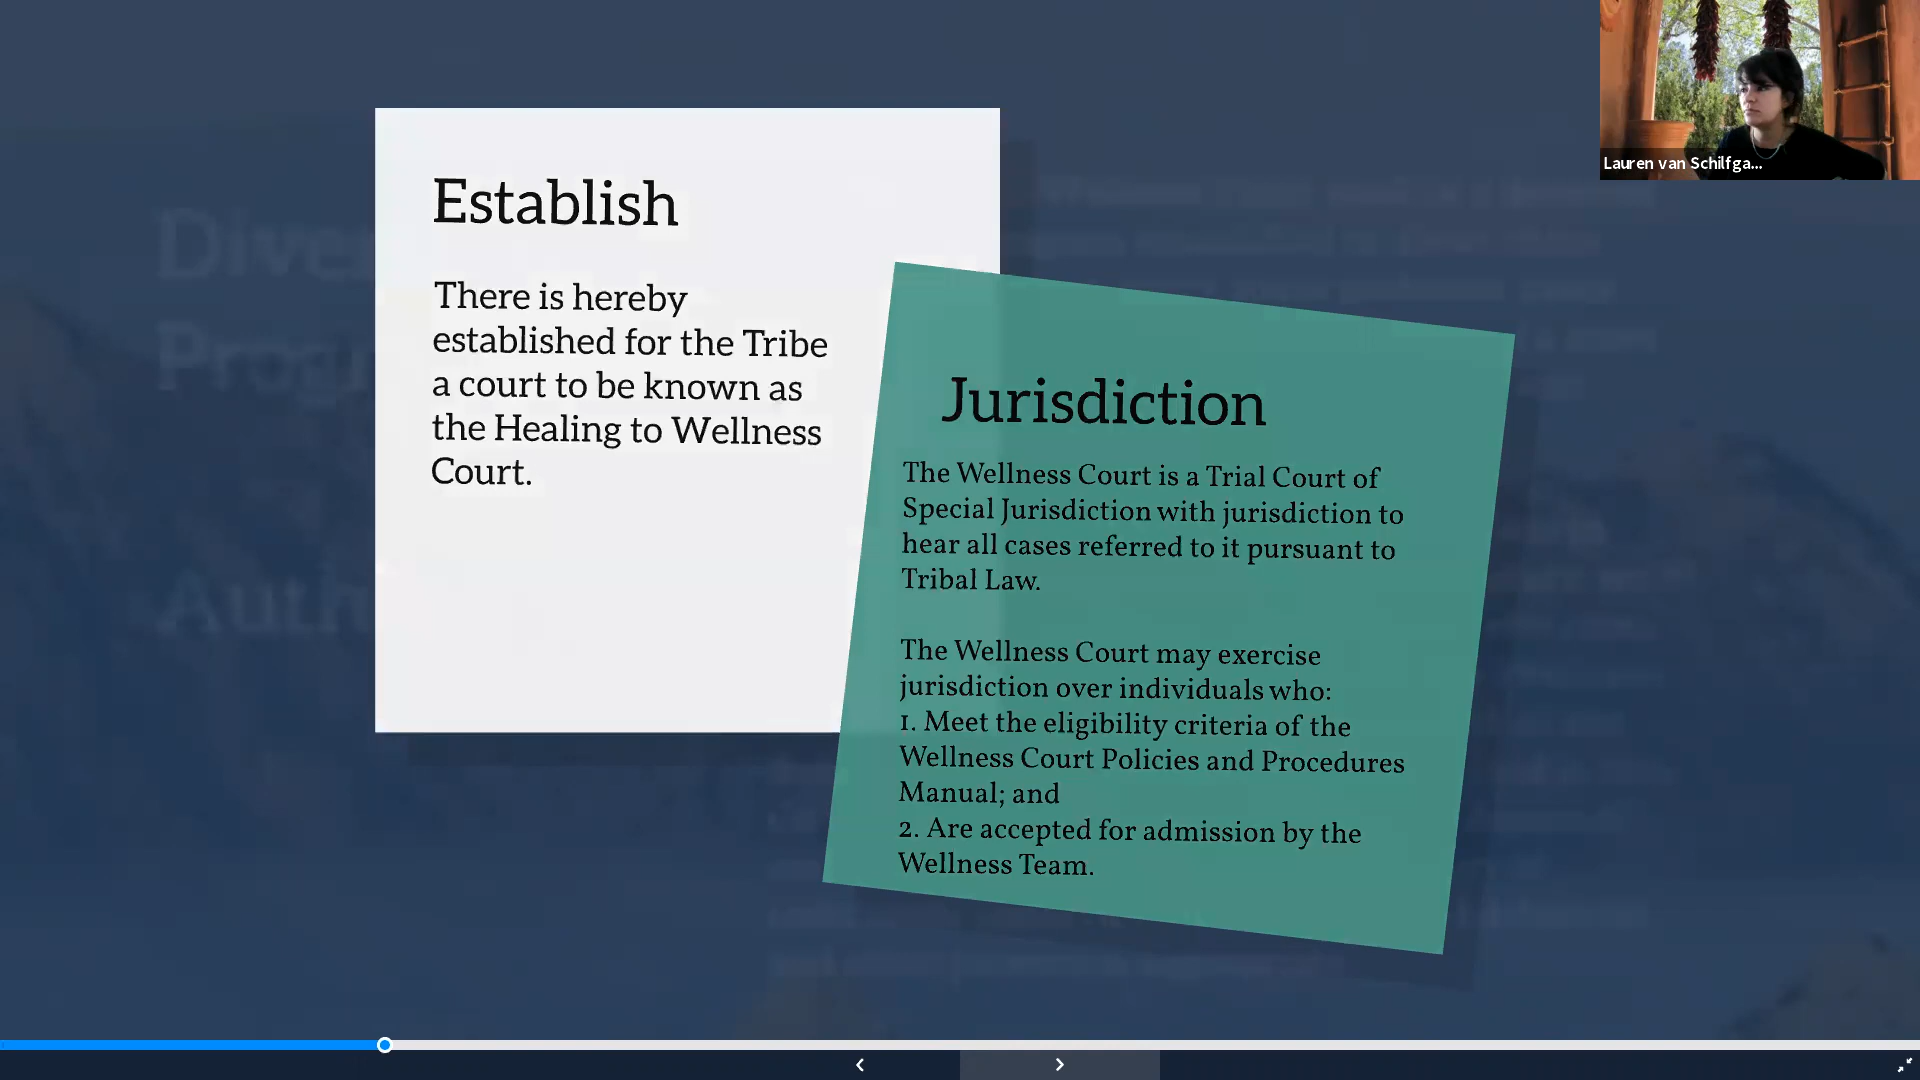 Establish
There is hereby
established for the Tribe
a court to be known as
the Healing to Wellness
Court.
Jurisdiction
The Wellness Court is a Trial Court of
Special Jurisdiction with jurisdiction to
hear all cases referred to it pursuant to
Tribal Law.
The Wellness Court may exercise
jurisdiction over individuals who:
1. Meet the eligibility criteria of the
Wellness Court Policies and Procedures
Manual; and
2. Are accepted for admission by the
Wellness Team.
Lauren van Schilfga...